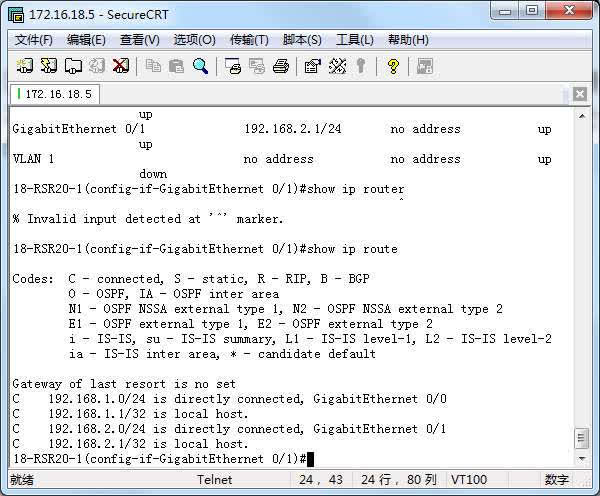 172.16.18.5 - SecureCRT
文件(F) 编辑(E) 查看(V) 选项(O) 传输(T) 脚本(S) 工具(L) 帮助(H)
172.16.18.5
up
GigabitEthernet 0/1 192.168.2.1/24 no address up
up
VLAN 1 no address no address up
down
18-RSR20-1(config-if-GigabitEthernet 0/1)#show ip router
^
% Invalid input detected at '^' marker.
18-RSR20-1(config-if-GigabitEthernet 0/1)#show ip route
Codes: C - connected, S - static, R - RIP, B - BGP
O - OSPF, IA - OSPF inter area
N1 - OSPF NSSA external type 1, N2 - OSPF NSSA external type 2
E1 - OSPF external type 1, E2 - OSPF external type 2
i - IS-IS, su - IS-IS summary, L1 - IS-IS level-1, L2 - IS-IS level-2
ia - IS-IS inter area, * - candidate default
Gateway of last resort is no set
C 192.168.1.0/24 is directly connected, GigabitEthernet 0/0
C 192.168.1.1/32 is local host.
C 192.168.2.0/24 is directly connected, GigabitEthernet 0/1
C 192.168.2.1/32 is local host.
18-RSR20-1(config-if-GigabitEthernet 0/1)#
就绪 Telnet 24, 43 24 行, 80 列 VT100 数字